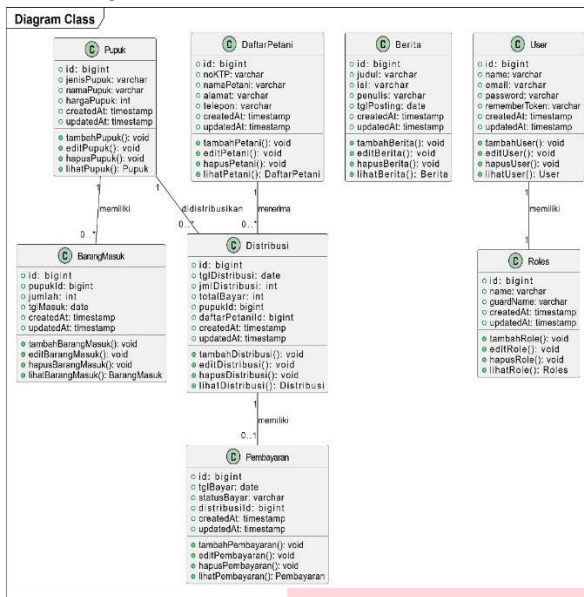 Diagram Class
C Pupuk
id: bigint
jenisPupuk: varchar
namaPupuk: varchar
hargaPupuk: int
createdAt: timestamp
updatedAt: timestamp
tambahPupuk(): void
editPupuk(): void
hapusPupuk(): void
lihatPupuk(): Pupuk
C DaftarPetani
id: bigint
noKTP: varchar
namaPetani: varchar
alamat: varchar
telepon: varchar
createdAt: timestamp
updatedAt: timestamp
tambahPetani(): void
editPetani(): void
hapusPetani(): void
lihatPetani(): DaftarPetani
C Berita
id: bigint
judul: varchar
isi: varchar
penulis: varchar
tglPosting: date
createdAt: timestamp
updatedAt: timestamp
tambahBerita(): void
editBerita(): void
hapusBerita(): void
lihatBerita(): Berita
C User
id: bigint
name: varchar
email: varchar
password: varchar
rememberToken: varchar
createdAt: timestamp
updatedAt: timestamp
tambahUser(): void
editUser(): void
hapusUser(): void
lihatUser(): User
1
memiliki
0..*
1
didistribusikan
0..*
1
menerima
0..*
1
memiliki
1
C BarangMasuk
id: bigint
pupukId: bigint
jumlah: int
tglMasuk: date
createdAt: timestamp
updatedAt: timestamp
tambahBarangMasuk(): void
editBarangMasuk(): void
hapusBarangMasuk(): void
lihatBarangMasuk(): BarangMasuk
C Distribusi
id: bigint
tglDistribusi: date
jmlDistribusi: int
totalBayar: int
pupukId: bigint
daftarPetaniId: bigint
createdAt: timestamp
updatedAt: timestamp
tambahDistribusi(): void
editDistribusi(): void
hapusDistribusi(): void
lihatDistribusi(): Distribusi
C Roles
id: bigint
name: varchar
guardName: varchar
createdAt: timestamp
updatedAt: timestamp
tambahRole(): void
editRole(): void
hapusRole(): void
lihatRole(): Roles
1
memiliki
0..1
C Pembayaran
id: bigint
tglBayar: date
statusBayar: varchar
distribusiId: bigint
createdAt: timestamp
updatedAt: timestamp
tambahPembayaran(): void
editPembayaran(): void
hapusPembayaran(): void
lihatPembayaran(): Pembayaran